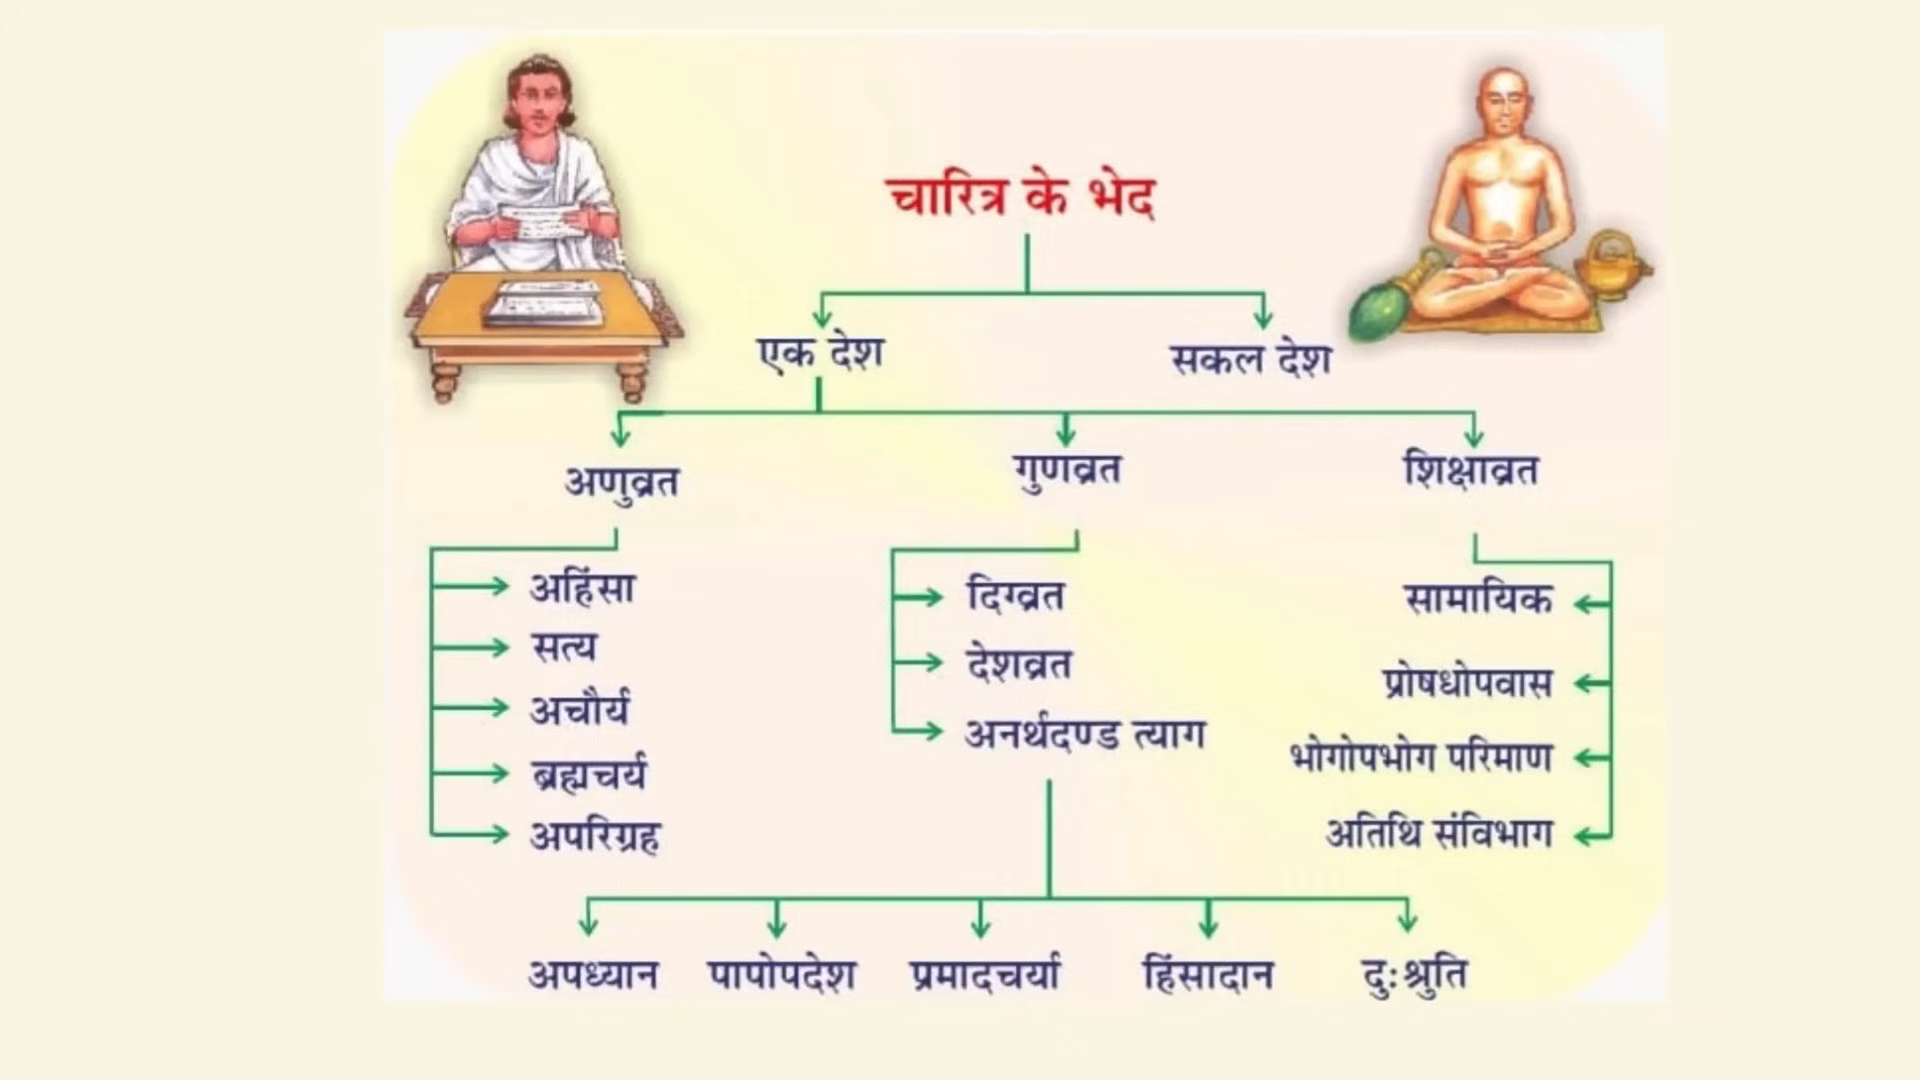 चारित्र के भेद
एक देश
सकल देश
अणुव्रत
गुणव्रत
शिक्षाव्रत
अहिंसा
सत्य
अचौर्य
ब्रह्मचर्य
अपरिग्रह
दिग्व्रत
देशव्रत
अनर्थदण्ड त्याग
सामायिक
प्रोषधोपवास
भोगोपभोग परिमाण
अतिथि संविभाग
अपध्यान
पापोपदेश
प्रमादचर्या
हिंसादान
दुःश्रुति